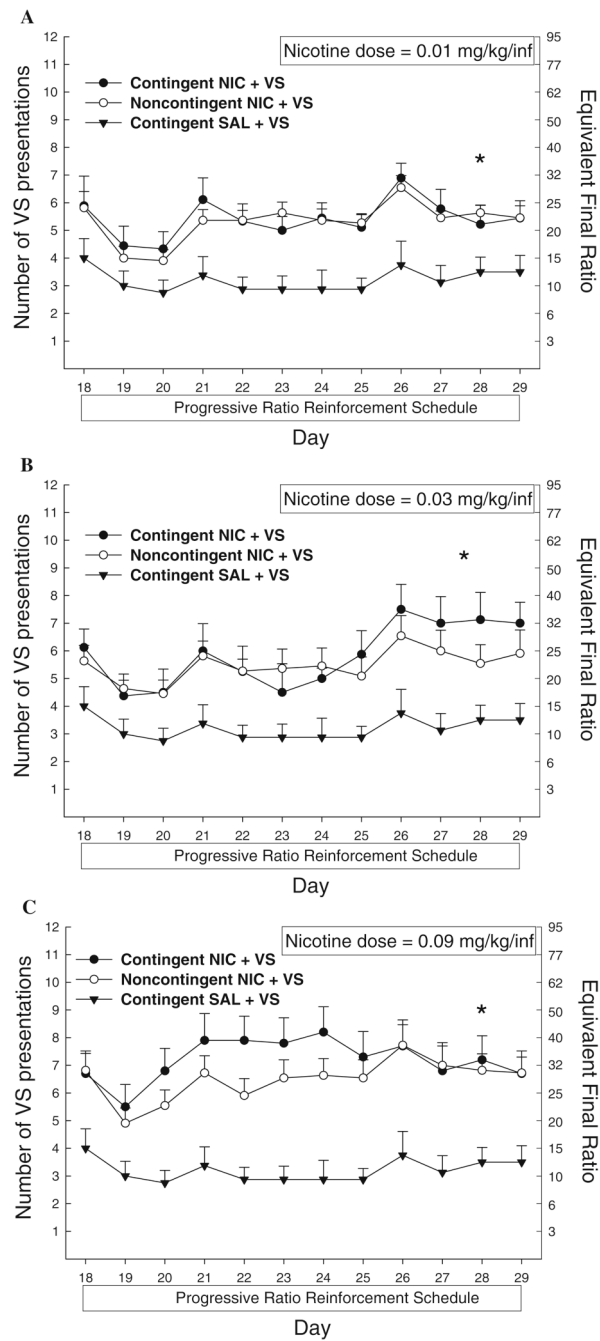 A
Nicotine dose = 0.01 mg/kg/inf
Contingent NIC + VS
Noncontingent NIC + VS
Contingent SAL + VS
*
Number of VS presentations
12
11
10
9
8
7
6
5
4
3
2
1
95
77
62
50
40
32
25
20
15
10
6
3
Equivalent Final Ratio
18 19 20 21 22 23 24 25 26 27 28 29
Progressive Ratio Reinforcement Schedule
Day
B
Nicotine dose = 0.03 mg/kg/inf
Contingent NIC + VS
Noncontingent NIC + VS
Contingent SAL + VS
*
Number of VS presentations
12
11
10
9
8
7
6
5
4
3
2
1
95
77
62
50
40
32
25
20
15
10
6
3
Equivalent Final Ratio
18 19 20 21 22 23 24 25 26 27 28 29
Progressive Ratio Reinforcement Schedule
Day
C
Nicotine dose = 0.09 mg/kg/inf
Contingent NIC + VS
Noncontingent NIC + VS
Contingent SAL + VS
*
Number of VS presentations
12
11
10
9
8
7
6
5
4
3
2
1
95
77
62
50
40
32
25
20
15
10
6
3
Equivalent Final Ratio
18 19 20 21 22 23 24 25 26 27 28 29
Progressive Ratio Reinforcement Schedule
Day